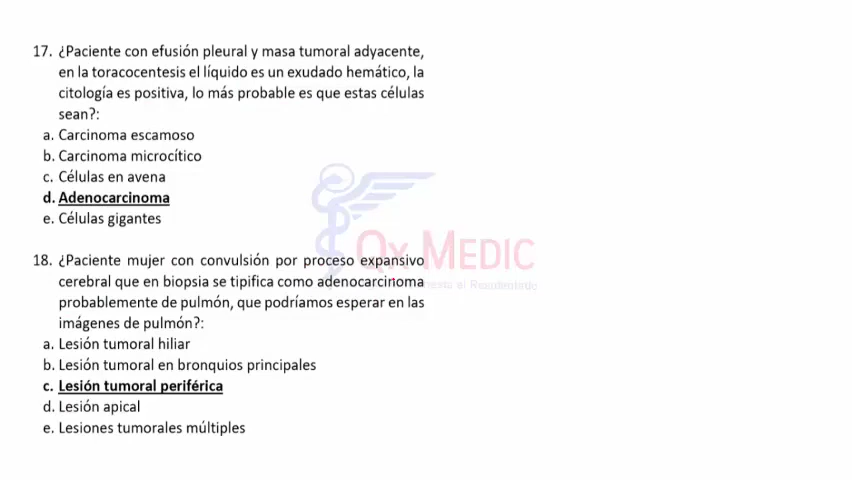 17. ¿Paciente con efusión pleural y masa tumoral adyacente,
en la toracocentesis el líquido es un exudado hemático, la
citología es positiva, lo más probable es que estas células
sean?:
a. Carcinoma escamoso
b. Carcinoma microcítico
c. Células en avena
d. Adenocarcinoma
e. Células gigantes
QX MEDIC
18. ¿Paciente mujer con convulsión por proceso expansivo
cerebral que en biopsia se tipifica como adenocarcinoma
probablemente de pulmón, que podríamos esperar en las
imágenes de pulmón?:
a. Lesión tumoral hiliar
b. Lesión tumoral en bronquios principales
c. Lesión tumoral periférica
d. Lesión apical
e. Lesiones tumorales múltiples